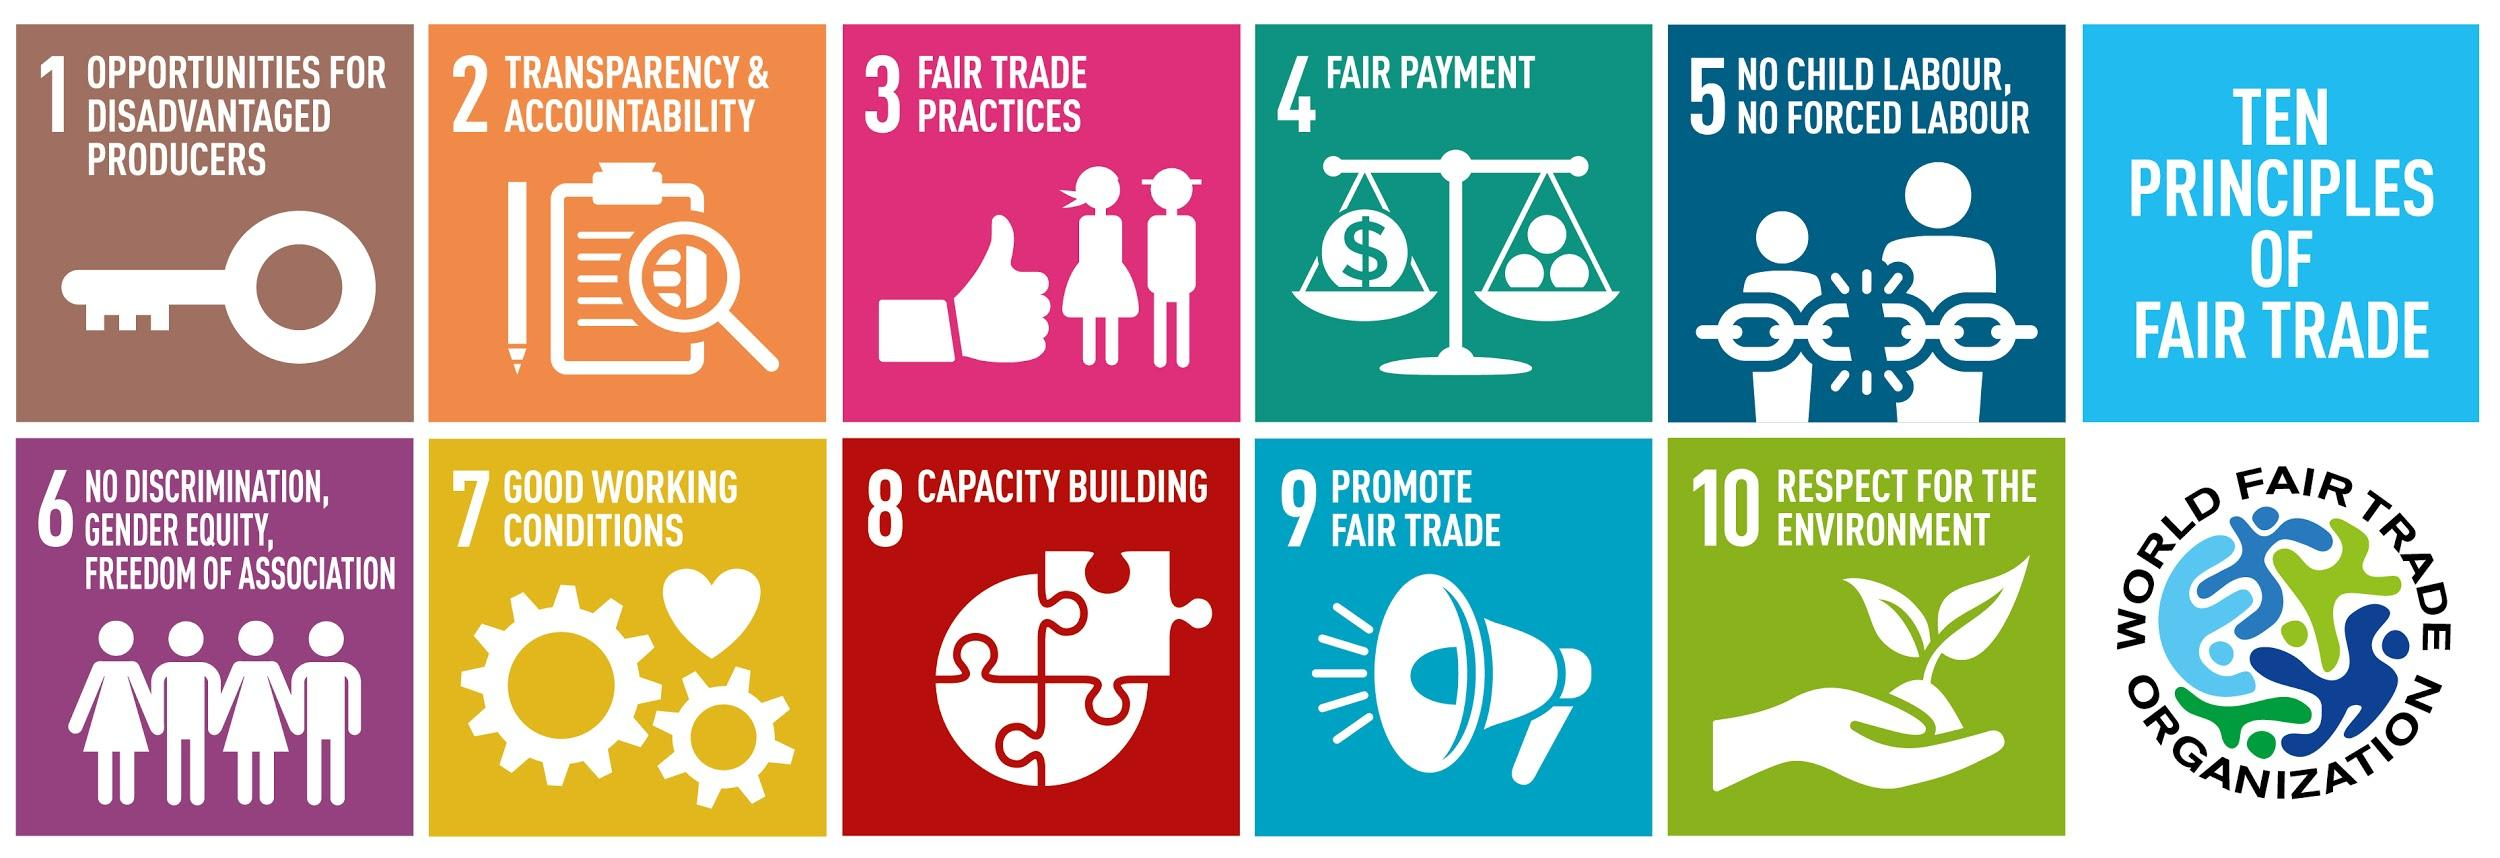 1
OPPORTUNITIES FOR
DISADVANTAGED
PRODUCERS
2
TRANSPARENCY &
ACCOUNTABILITY
3
FAIR TRADE
PRACTICES
4
FAIR PAYMENT
$
5
NO CHILD LABOUR,
NO FORCED LABOUR
TEN
PRINCIPLES
OF
FAIR TRADE
6
NO DISCRIMINATION,
GENDER EQUITY,
FREEDOM OF ASSOCIATION
7
GOOD WORKING
CONDITIONS
8
CAPACITY BUILDING
9
PROMOTE
FAIR TRADE
10
RESPECT FOR THE
ENVIRONMENT
WORLD FAIR TRADE
ORGANIZATION